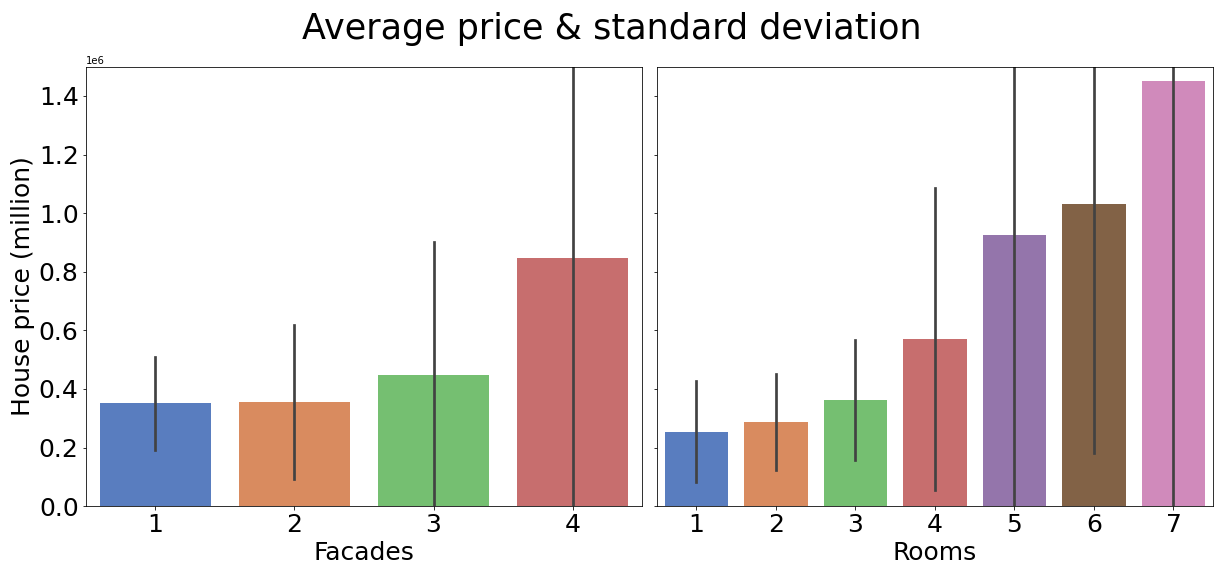 Average price & standard deviation
1e6
House price (million)
1.4
1.2
1.0
0.8
0.6
0.4
0.2
0.0
1 2 3 4
Facades
1 2 3 4 5 6 7
Rooms